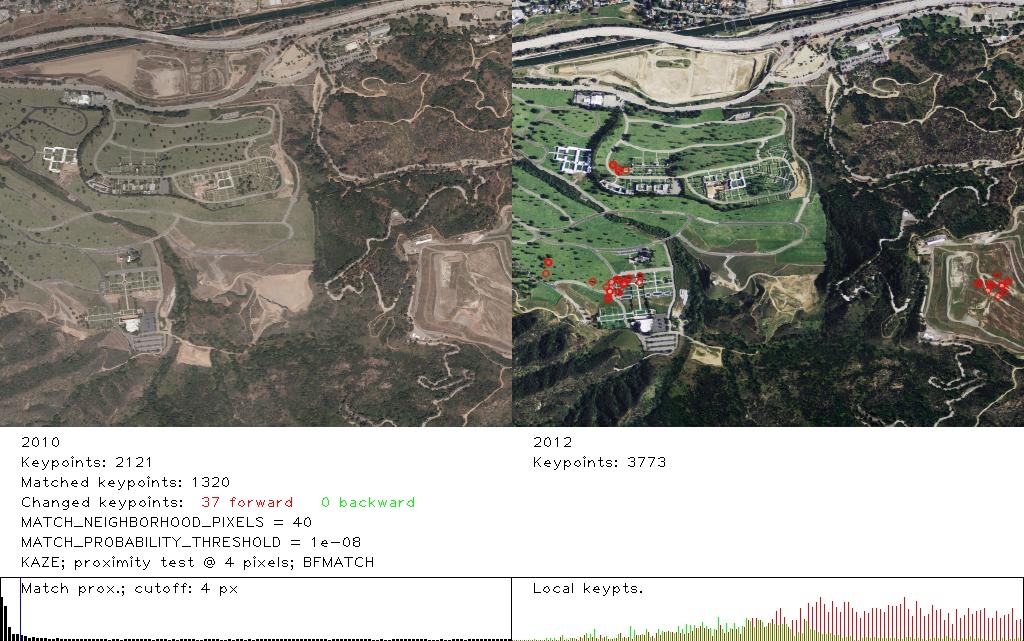 2010
Keypoints: 2121
Matched keypoints: 1320
Changed keypoints: 37 forward 0 backward
MATCH_NEIGHBORHOOD_PIXELS = 40
MATCH_PROBABILITY_THRESHOLD = 1e-08
KAZE; proximity test @ 4 pixels; BFMATCH
2012
Keypoints: 3773
Match prox.; cutoff: 4 px
Local keypts.